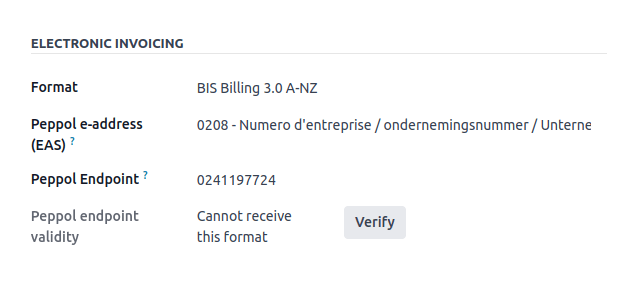 ELECTRONIC INVOICING
Format BIS Billing 3.0 A-NZ
Peppol e-address 0208 - Numero d'entreprise / ondernemingsnummer / Unterne
(EAS) ?
Peppol Endpoint ? 0241197724
Peppol endpoint Cannot receive Verify
validity this format